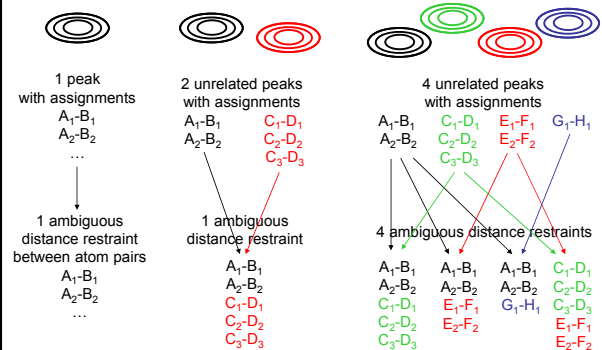 1 peak
with assignments
A₁-B₁
A₂-B₂
...
1 ambiguous
distance restraint
between atom pairs
A₁-B₁
A₂-B₂
...
2 unrelated peaks
with assignments
A₁-B₁ C₁-D₁
A₂-B₂ C₂-D₂
C₃-D₃
1 ambiguous
distance restraint
A₁-B₁
A₂-B₂
C₁-D₁
C₂-D₂
C₃-D₃
4 unrelated peaks
with assignments
A₁-B₁ C₁-D₁ E₁-F₁ G₁-H₁
A₂-B₂ C₂-D₂ E₂-F₂
C₃-D₃
4 ambiguous distance restraints
A₁-B₁ A₁-B₁ A₁-B₁ C₁-D₁
A₂-B₂ A₂-B₂ A₂-B₂ C₂-D₂
C₁-D₁ E₁-F₁ G₁-H₁ C₃-D₃
C₂-D₂ E₂-F₂ E₁-F₁
C₃-D₃ E₂-F₂